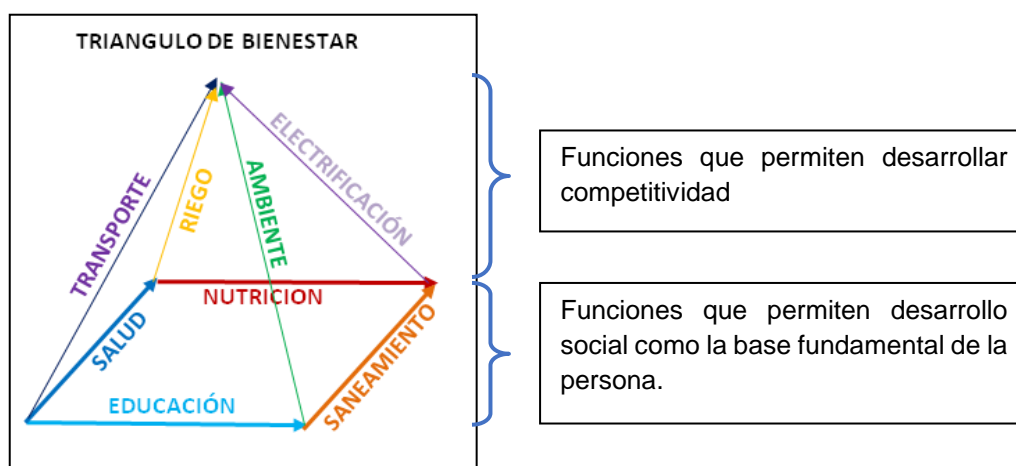 TRIANGULO DE BIENESTAR
TRANSPORTE
RIEGO
AMBIENTE
ELECTRIFICACIÓN
NUTRICION
SALUD
SANEAMIENTO
EDUCACIÓN
Funciones que permiten desarrollar
competitividad
Funciones que permiten desarrollo
social como la base fundamental de la
persona.